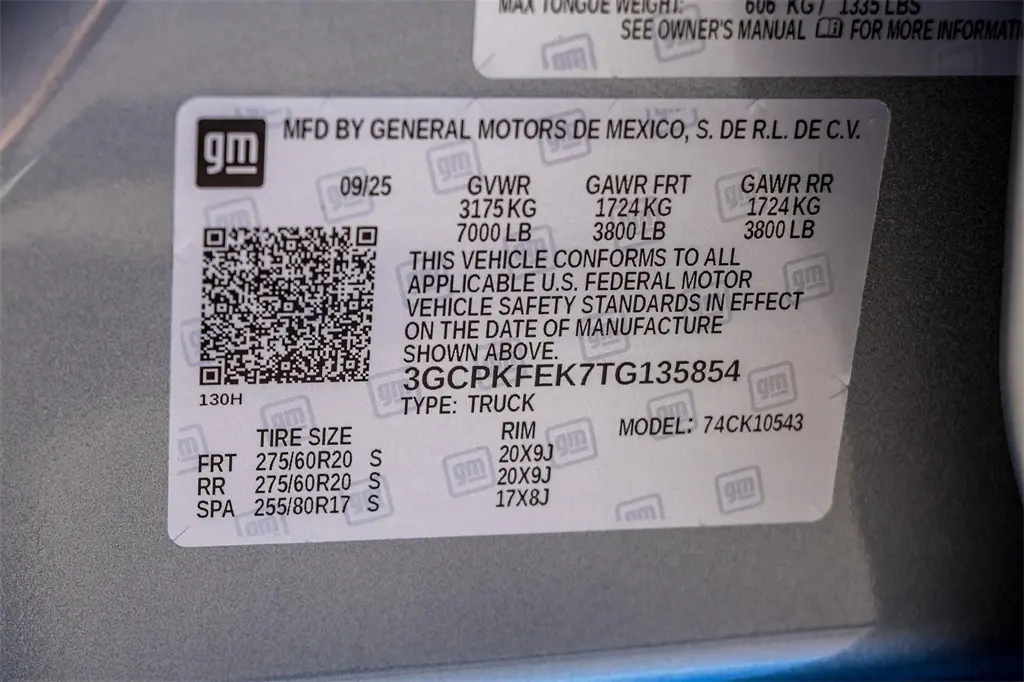 MAX TONGUE WEIGHT: 606 KG / 1335 LBS
SEE OWNER'S MANUAL FOR MORE INFORMATI
gm MFD BY GENERAL MOTORS DE MEXICO, S. DE R.L. DE C.V.
09/25 GVWR GAWR FRT GAWR RR
3175 KG 1724 KG 1724 KG
7000 LB 3800 LB 3800 LB
THIS VEHICLE CONFORMS TO ALL
APPLICABLE U.S. FEDERAL MOTOR
VEHICLE SAFETY STANDARDS IN EFFECT
ON THE DATE OF MANUFACTURE
SHOWN ABOVE.
3GCPKFEK7TG135854
130H
TYPE: TRUCK
TIRE SIZE RIM MODEL: 74CK10543
FRT 275/60R20 S 20X9J
RR 275/60R20 S 20X9J
SPA 255/80R17 S 17X8J